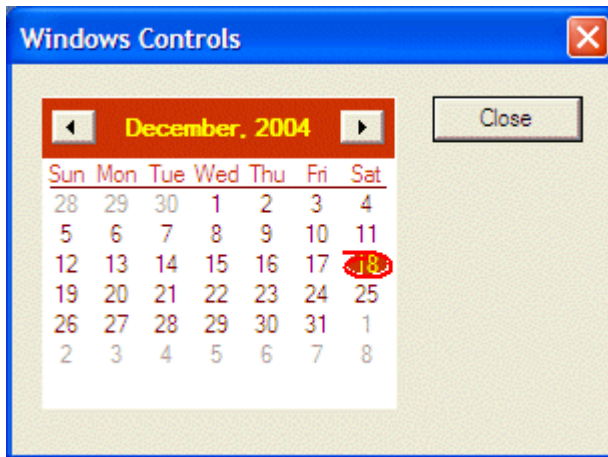 Windows Controls
December, 2004
Close
Sun Mon Tue Wed Thu Fri Sat
28 29 30 1 2 3 4
5 6 7 8 9 10 11
12 13 14 15 16 17 18
19 20 21 22 23 24 25
26 27 28 29 30 31 1
2 3 4 5 6 7 8